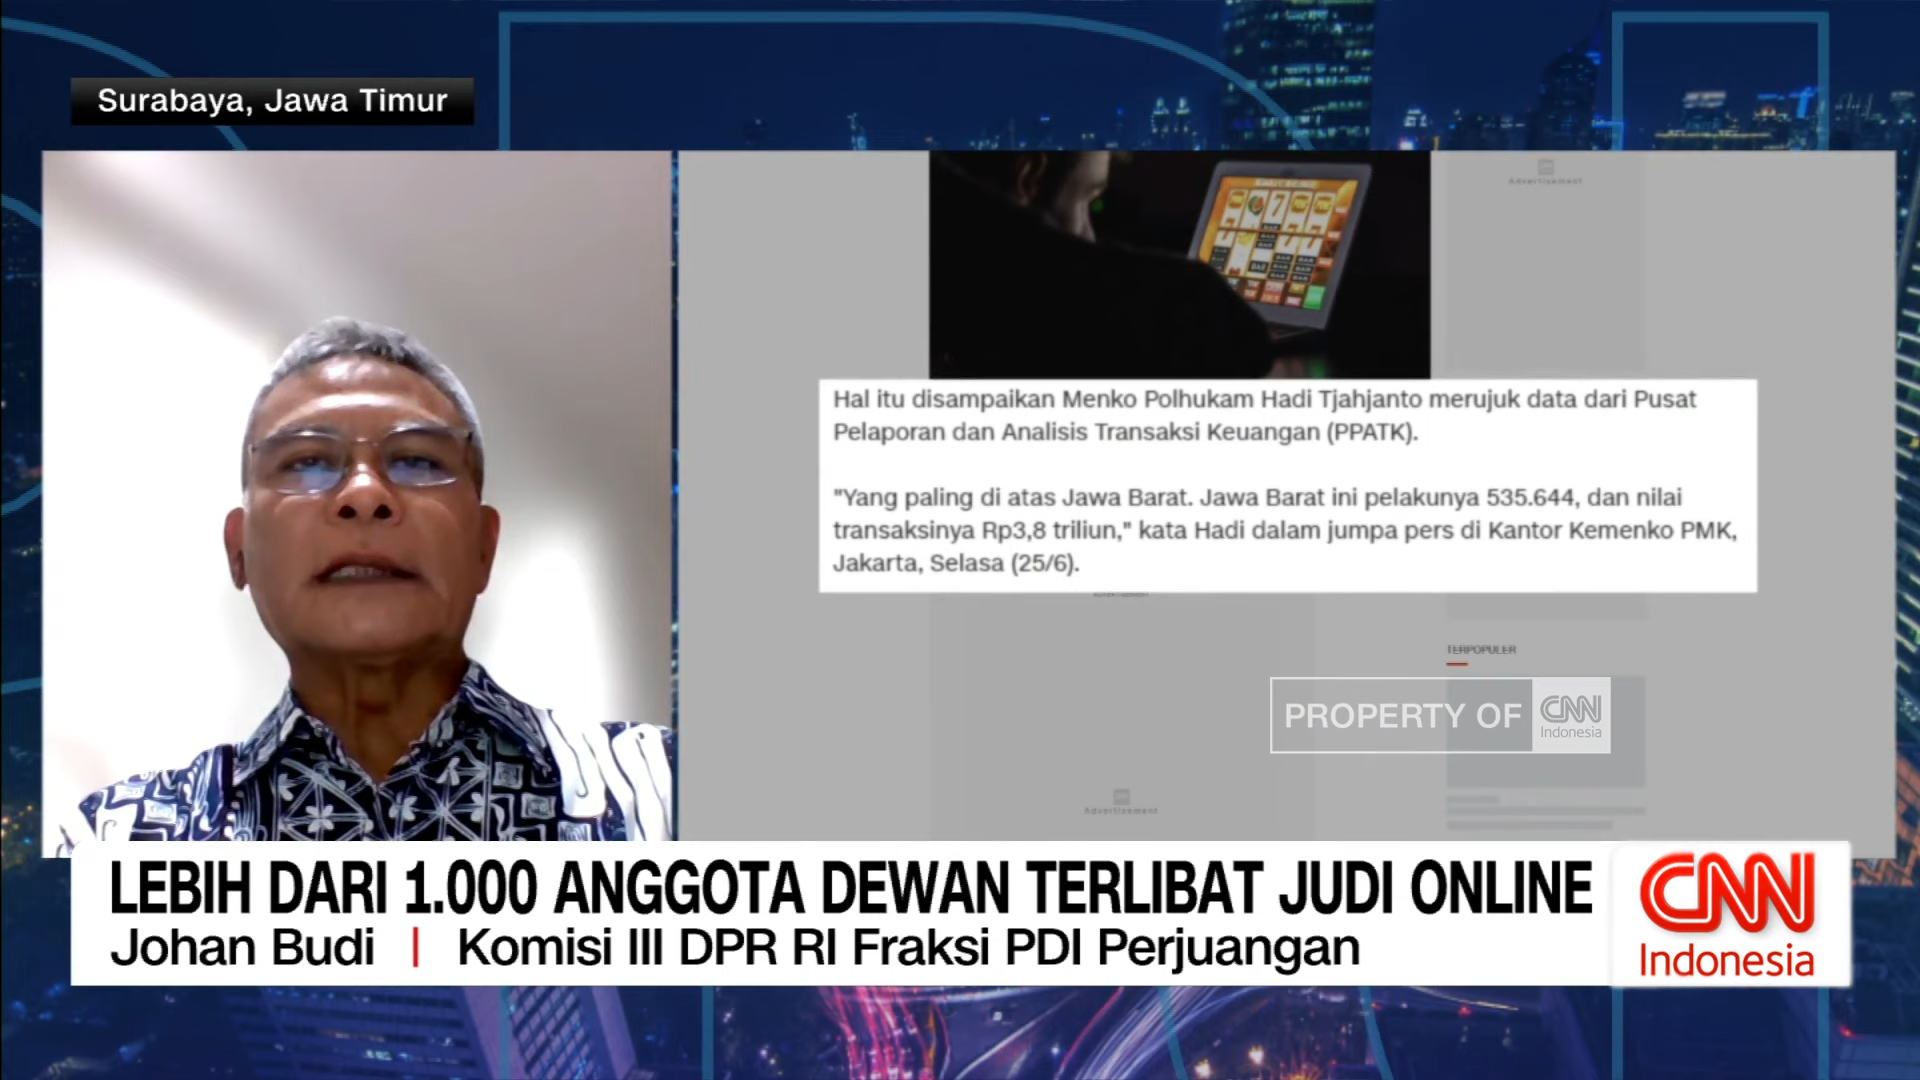 Surabaya, Jawa Timur
Advertisement
Hal itu disampaikan Menko Polhukam Hadi Tjahjanto merujuk data dari Pusat
Pelaporan dan Analisis Transaksi Keuangan (PPATK).
"Yang paling di atas Jawa Barat. Jawa Barat ini pelakunya 535.644, dan nilai
transaksinya Rp3,8 triliun," kata Hadi dalam jumpa pers di Kantor Kemenko PMK,
Jakarta, Selasa (25/6).
TERPOPULER
PROPERTY OF CNN Indonesia
Advertisement
LEBIH DARI 1.000 ANGGOTA DEWAN TERLIBAT JUDI ONLINE
Johan Budi | Komisi III DPR RI Fraksi PDI Perjuangan
CNN
Indonesia